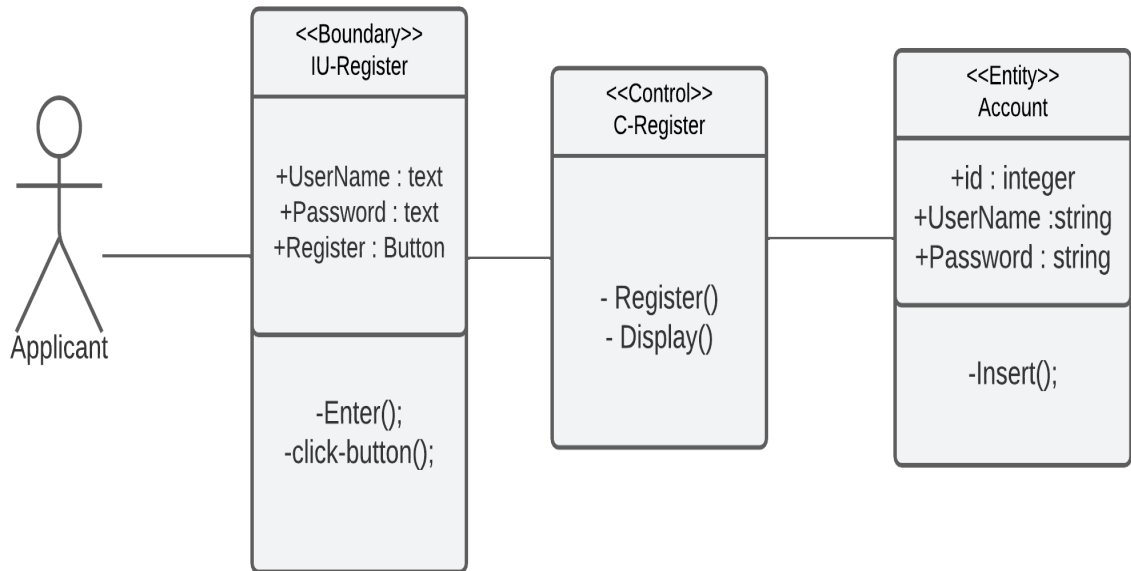 <<Boundary>>
IU-Register
+UserName : text
+Password : text
+Register : Button
-Enter();
-click-button();
<<Control>>
C-Register
- Register()
- Display()
<<Entity>>
Account
+id : integer
+UserName :string
+Password : string
-Insert();
Applicant